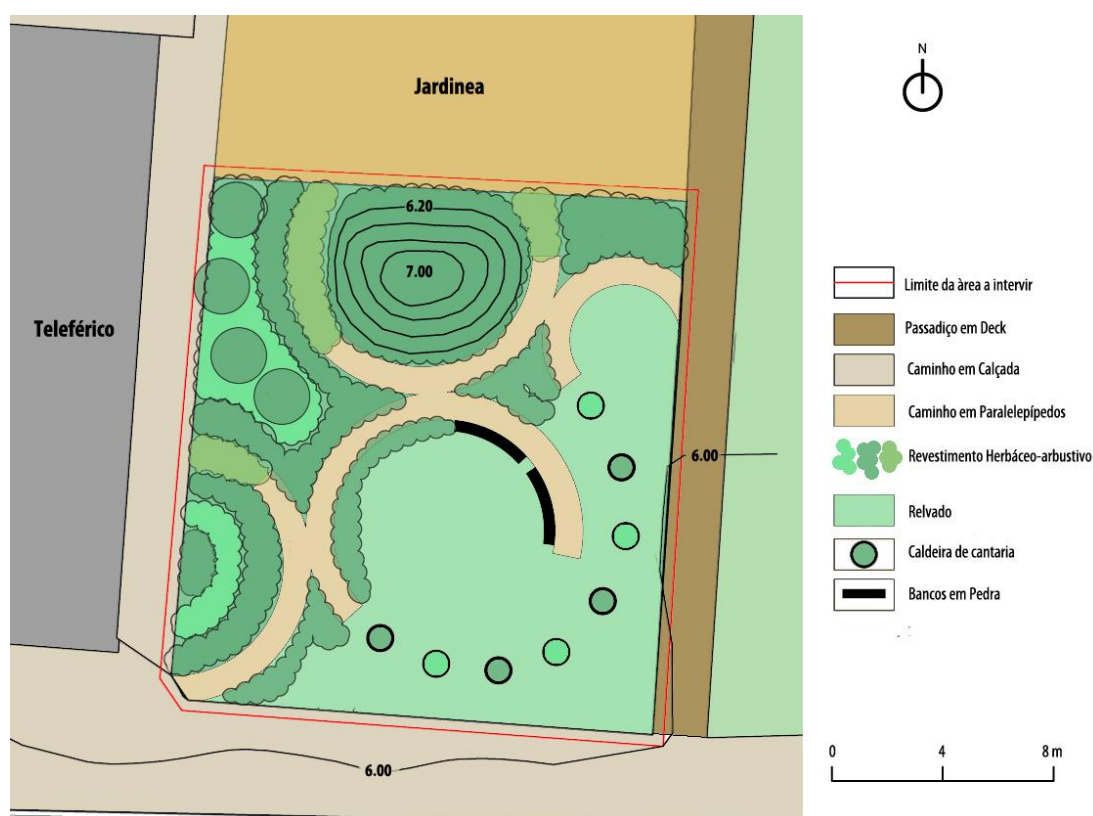 Jardinea
N
6.20
7.00
Teleférico
6.00
6.00
Limite da àrea a intervir
Passadiço em Deck
Caminho em Calçada
Caminho em Paralelepípedos
Revestimento Herbáceo-arbustivo
Relvado
Caldeira de cantaria
Bancos em Pedra
0 4 8 m